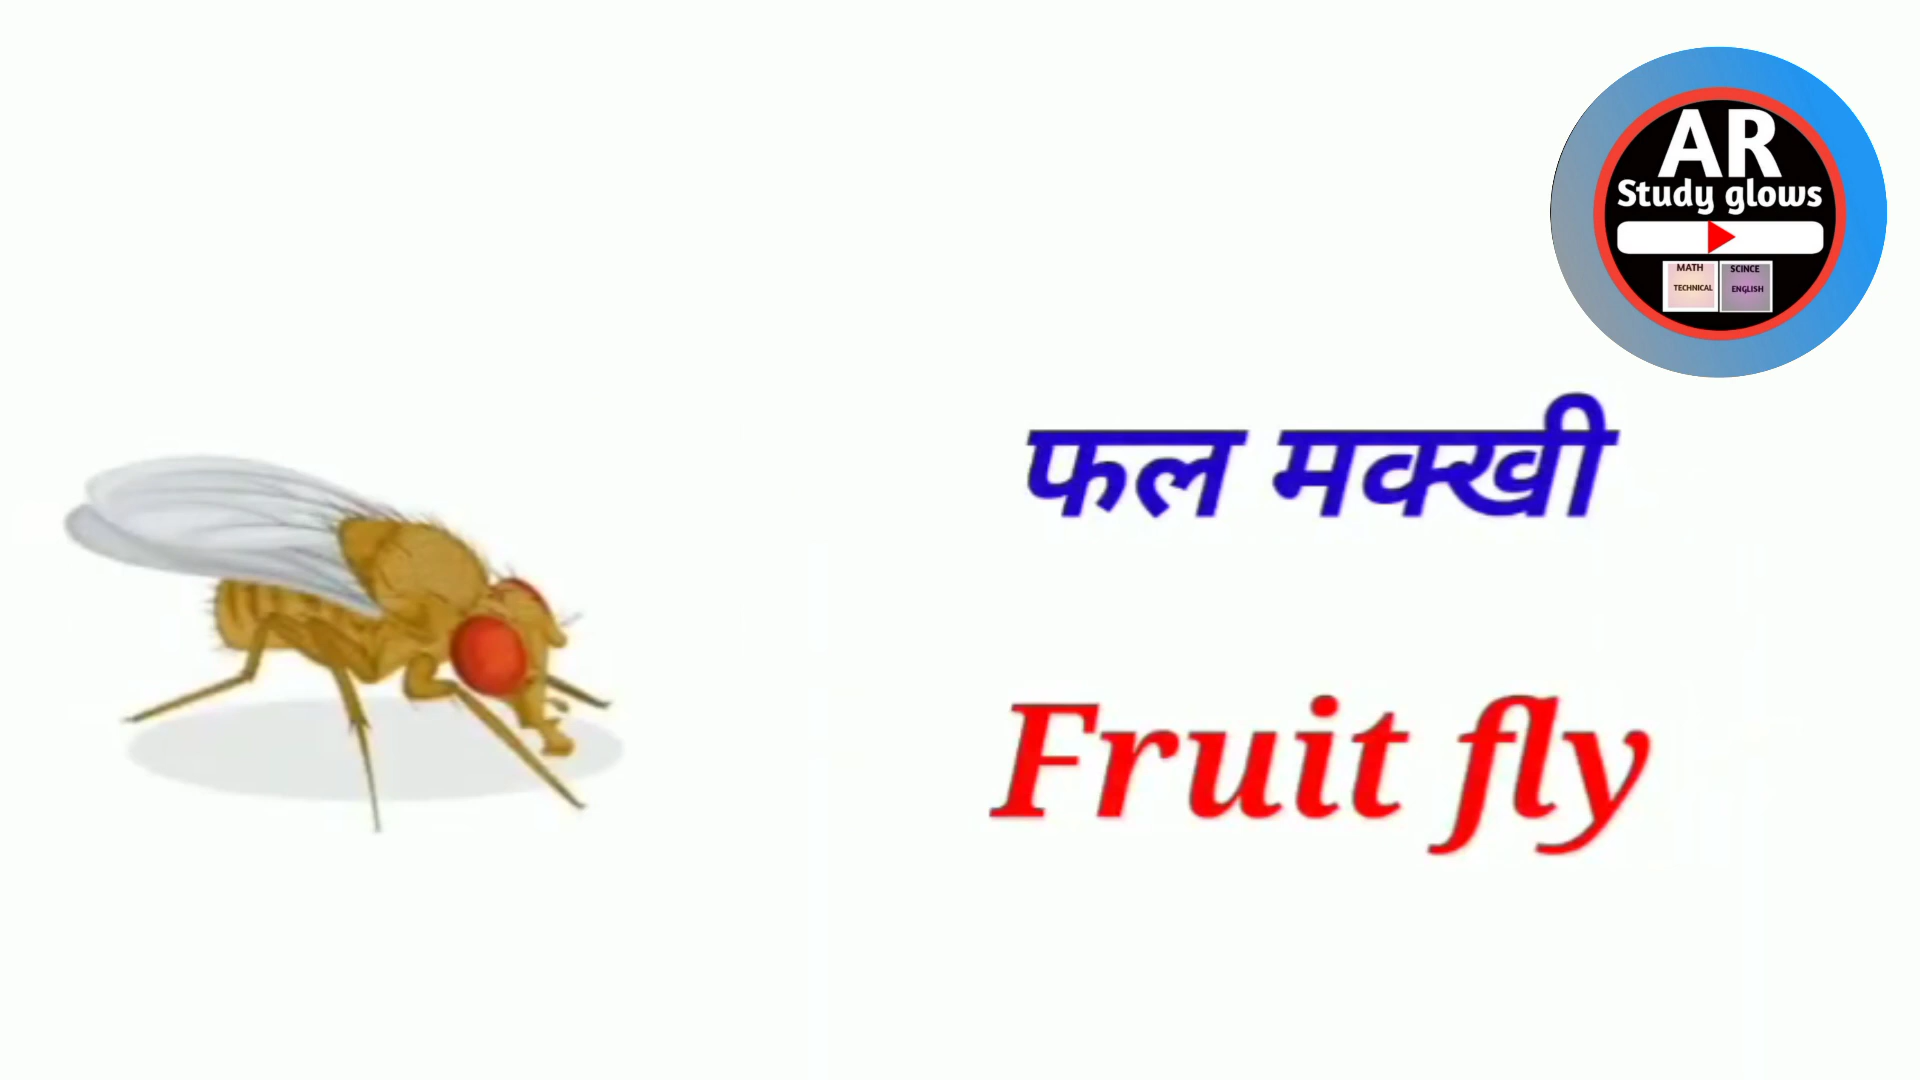 AR
Study glows
MATH
SCINCE
TECHNICAL
ENGLISH
फल मक्खी
Fruit fly